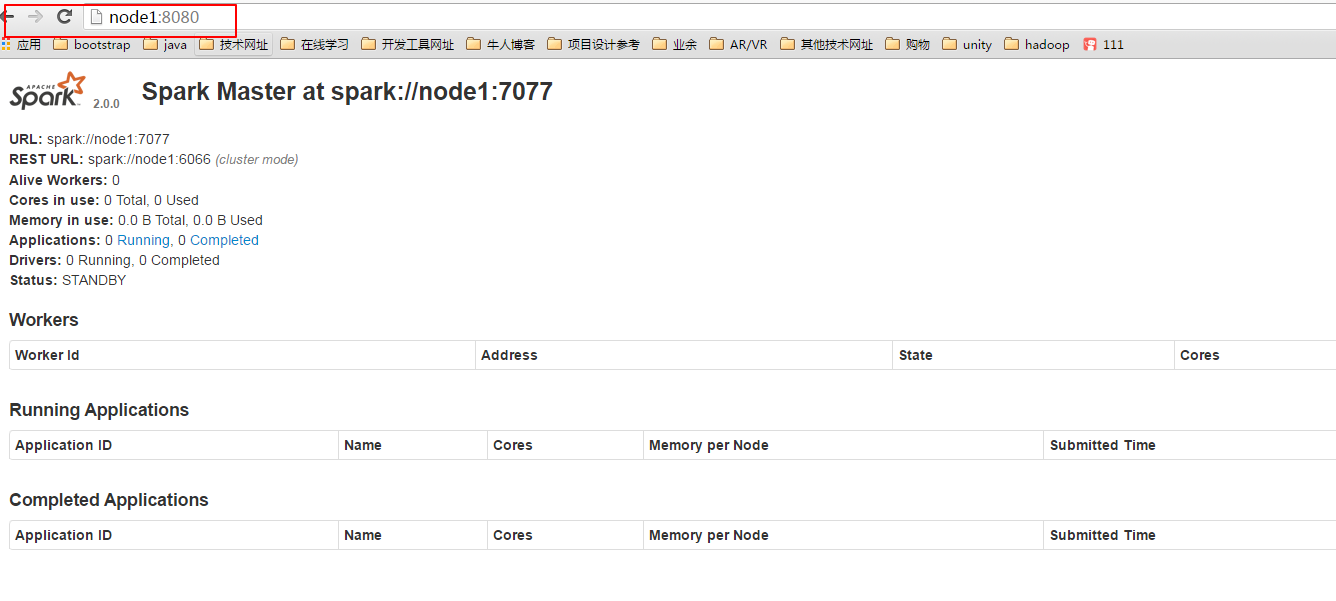 node1:8080
应用 bootstrap java 技术网址 在线学习 开发工具网址 牛人博客 项目设计参考 业余 AR/VR 其他技术网址 购物 unity hadoop 111
APACHE Spark 2.0.0 Spark Master at spark://node1:7077
URL: spark://node1:7077
REST URL: spark://node1:6066 (cluster mode)
Alive Workers: 0
Cores in use: 0 Total, 0 Used
Memory in use: 0.0 B Total, 0.0 B Used
Applications: 0 Running, 0 Completed
Drivers: 0 Running, 0 Completed
Status: STANDBY
Workers
Worker Id Address State Cores
Running Applications
Application ID Name Cores Memory per Node Submitted Time
Completed Applications
Application ID Name Cores Memory per Node Submitted Time